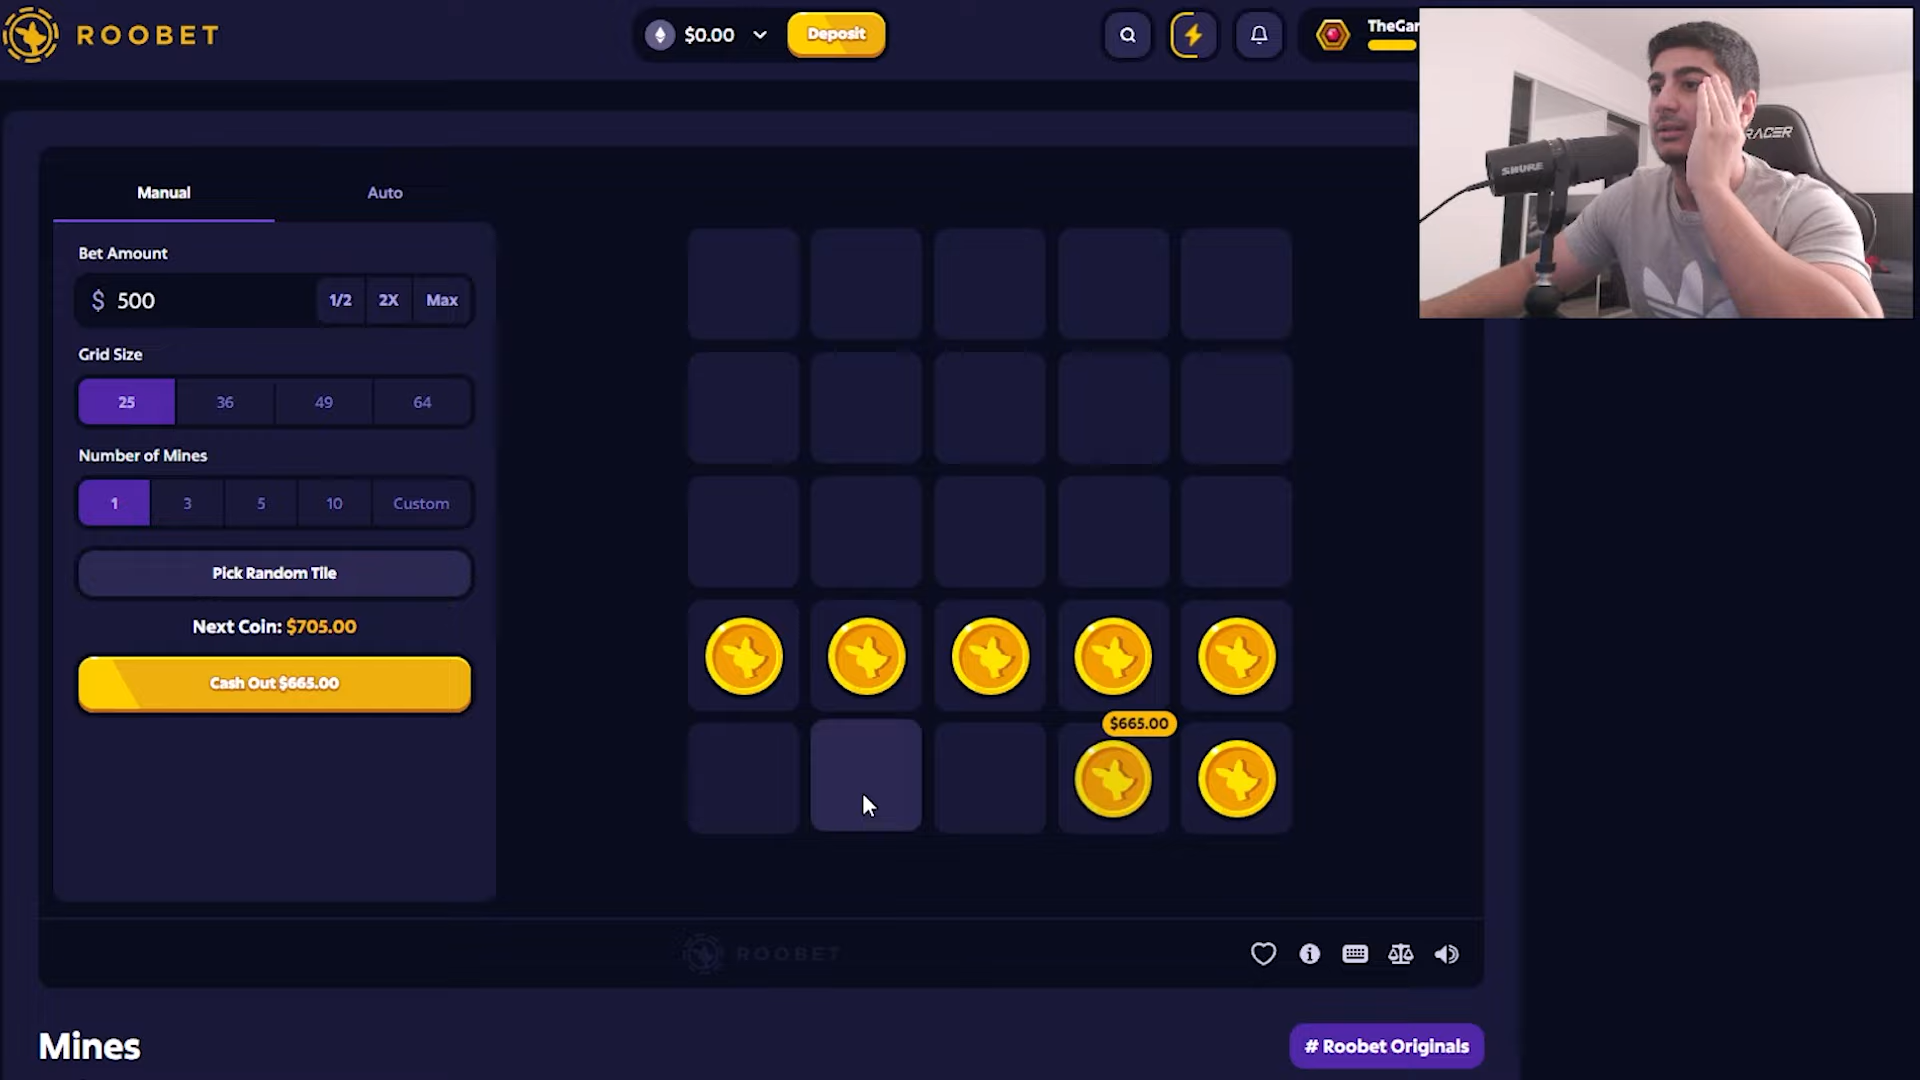 ROOBET
$0.00
Deposit
TheGar
Manual
Auto
Bet Amount
$ 500
1/2
2X
Max
Grid Size
25
36
49
64
Number of Mines
1
3
5
10
Custom
Pick Random Tile
Next Coin: $705.00
Cash Out $665.00
$665.00
SHURE
RACER
ROOBET
Mines
# Roobet Originals